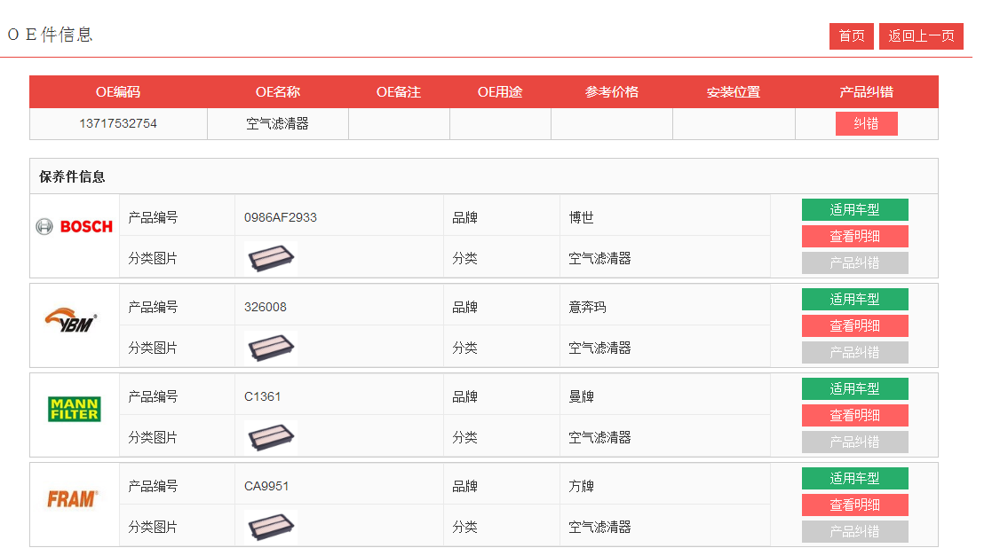 OE件信息
首页 返回上一页
OE编码 OE名称 OE备注 OE用途 参考价格 安装位置 产品纠错
13717532754 空气滤清器 纠错
保养件信息
BOSCH 产品编号 0986AF2933 品牌 博世 适用车型
查看明细
分类图片 分类 空气滤清器 产品纠错
YBM 产品编号 326008 品牌 意奔玛 适用车型
查看明细
分类图片 分类 空气滤清器 产品纠错
MANN FILTER 产品编号 C1361 品牌 曼牌 适用车型
查看明细
分类图片 分类 空气滤清器 产品纠错
FRAM 产品编号 CA9951 品牌 方牌 适用车型
查看明细
分类图片 分类 空气滤清器 产品纠错